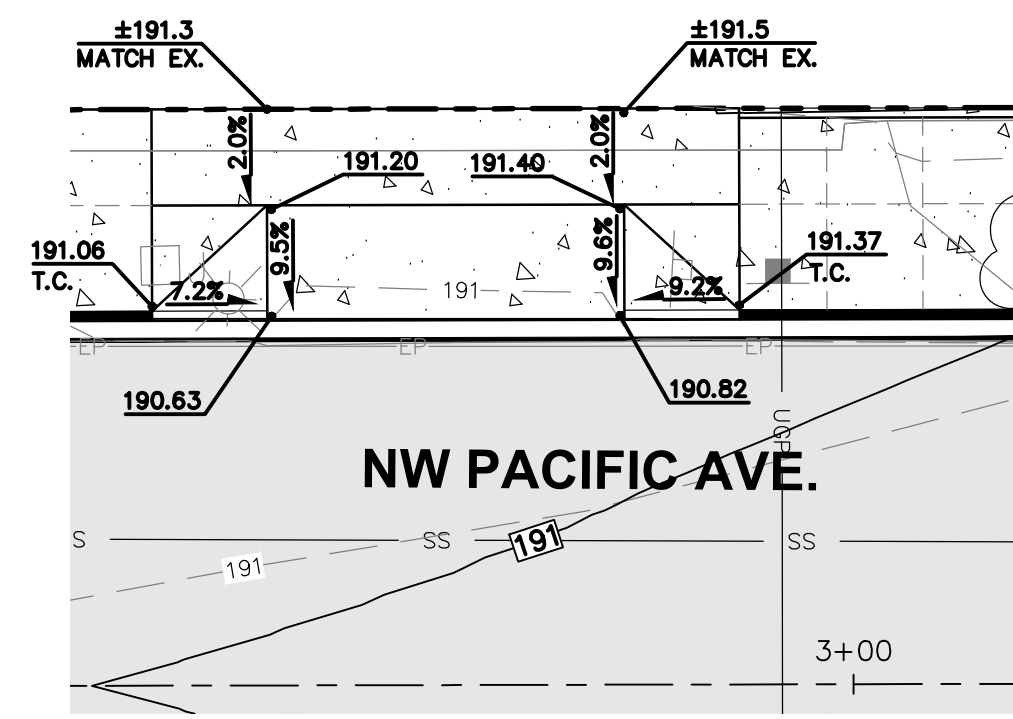 ±191.3
MATCH EX.
±191.5
MATCH EX.
2.0%
2.0%
191.20
191.40
191.06
T.C.
9.5%
9.6%
191.37
T.C.
7.2%
191
9.2%
EP
EP
EP
190.63
190.82
UGP
NW PACIFIC AVE.
S
SS
191
SS
191
3+00